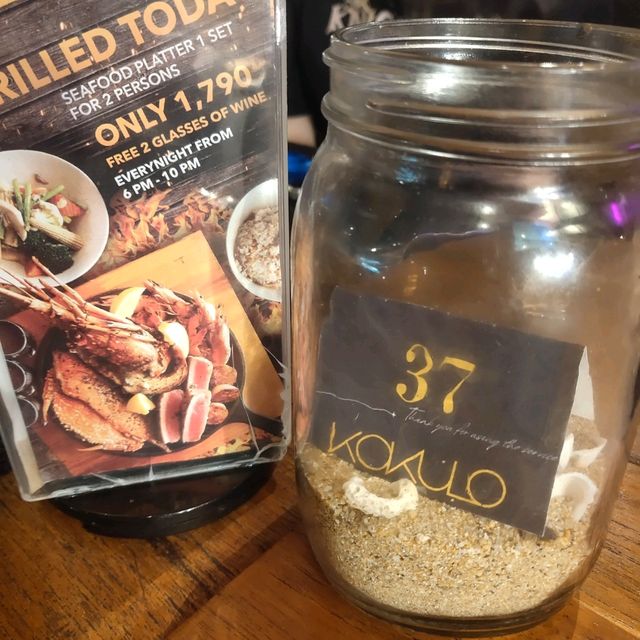 RILLED TODA
SEAFOOD PLATTER 1 SET
FOR 2 PERSONS
ONLY 1,790
FREE 2 GLASSES OF WINE
EVERYNIGHT FROM
6 PM - 10 PM
37
Thank you for using the service
KOKULO